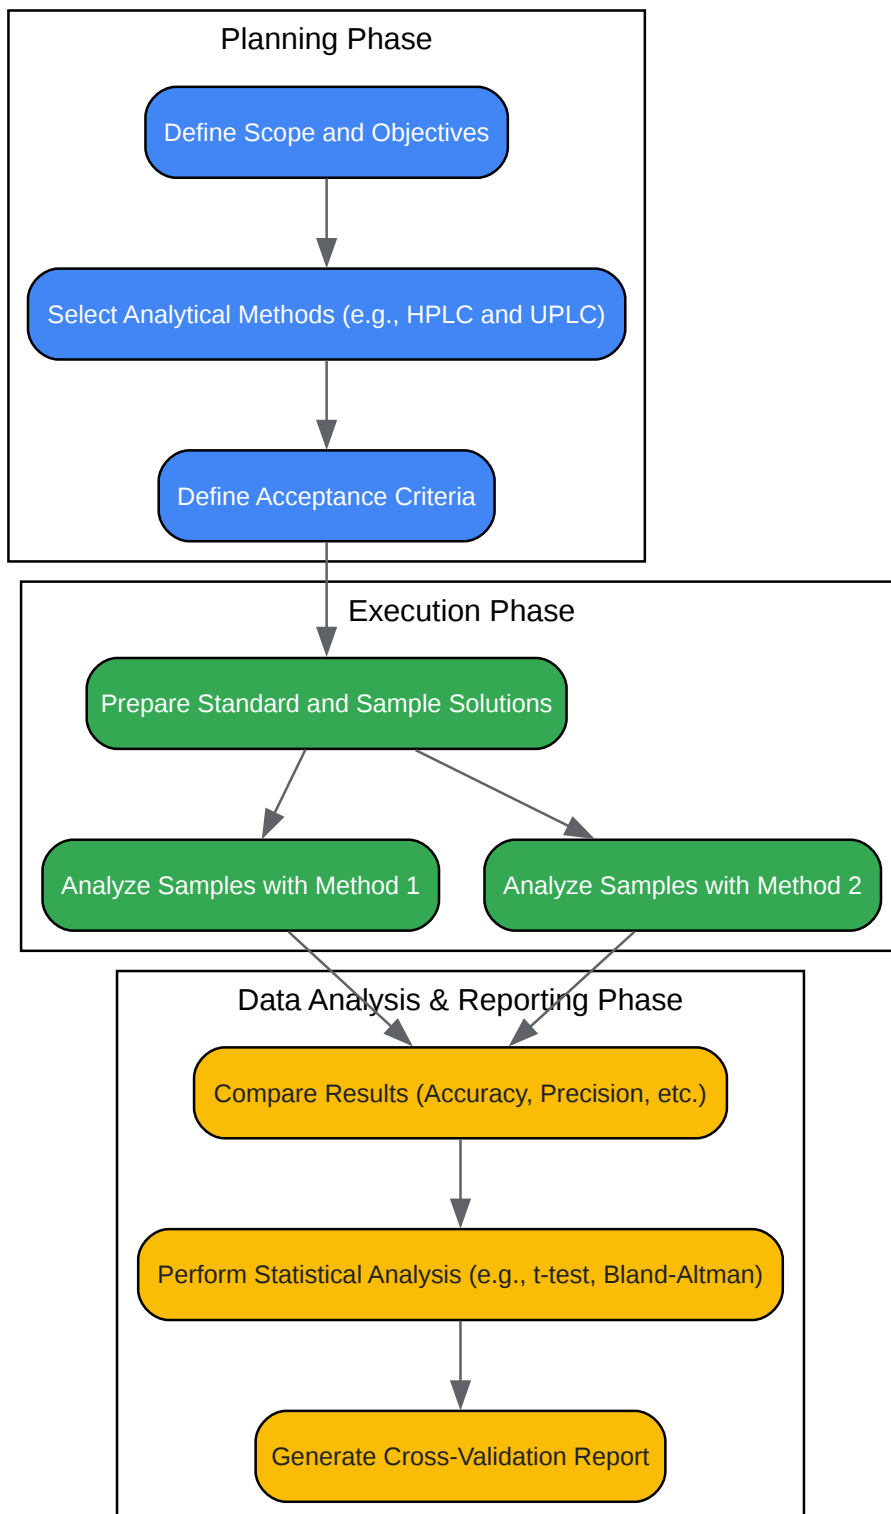 Planning Phase
Define Scope and Objectives
Select Analytical Methods (e.g., HPLC and UPLC)
Define Acceptance Criteria
Execution Phase
Prepare Standard and Sample Solutions
Analyze Samples with Method 1
Analyze Samples with Method 2
Data Analysis & Reporting Phase
Compare Results (Accuracy, Precision, etc.)
Perform Statistical Analysis (e.g., t-test, Bland-Altman)
Generate Cross-Validation Report